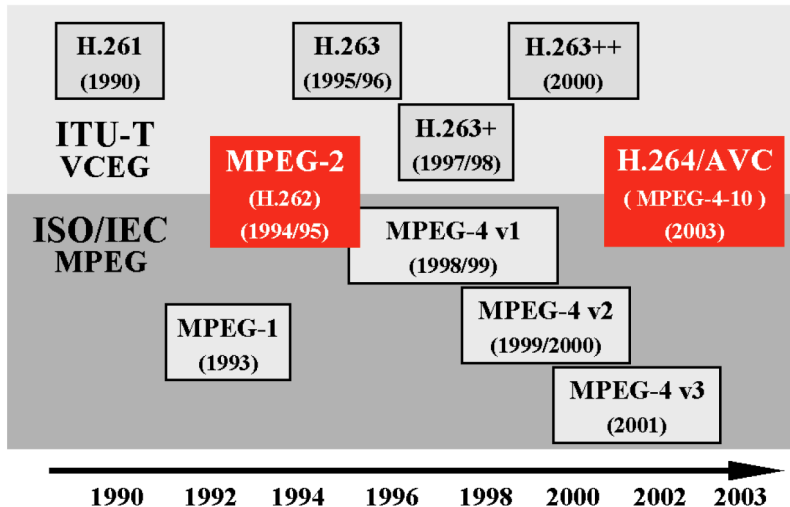 H.261
(1990)
H.263
(1995/96)
H.263++
(2000)
H.263+
(1997/98)
ITU-T
VCEG
MPEG-2
(H.262)
(1994/95)
H.264/AVC
( MPEG-4-10 )
(2003)
ISO/IEC
MPEG
MPEG-4 v1
(1998/99)
MPEG-1
(1993)
MPEG-4 v2
(1999/2000)
MPEG-4 v3
(2001)
1990 1992 1994 1996 1998 2000 2002 2003